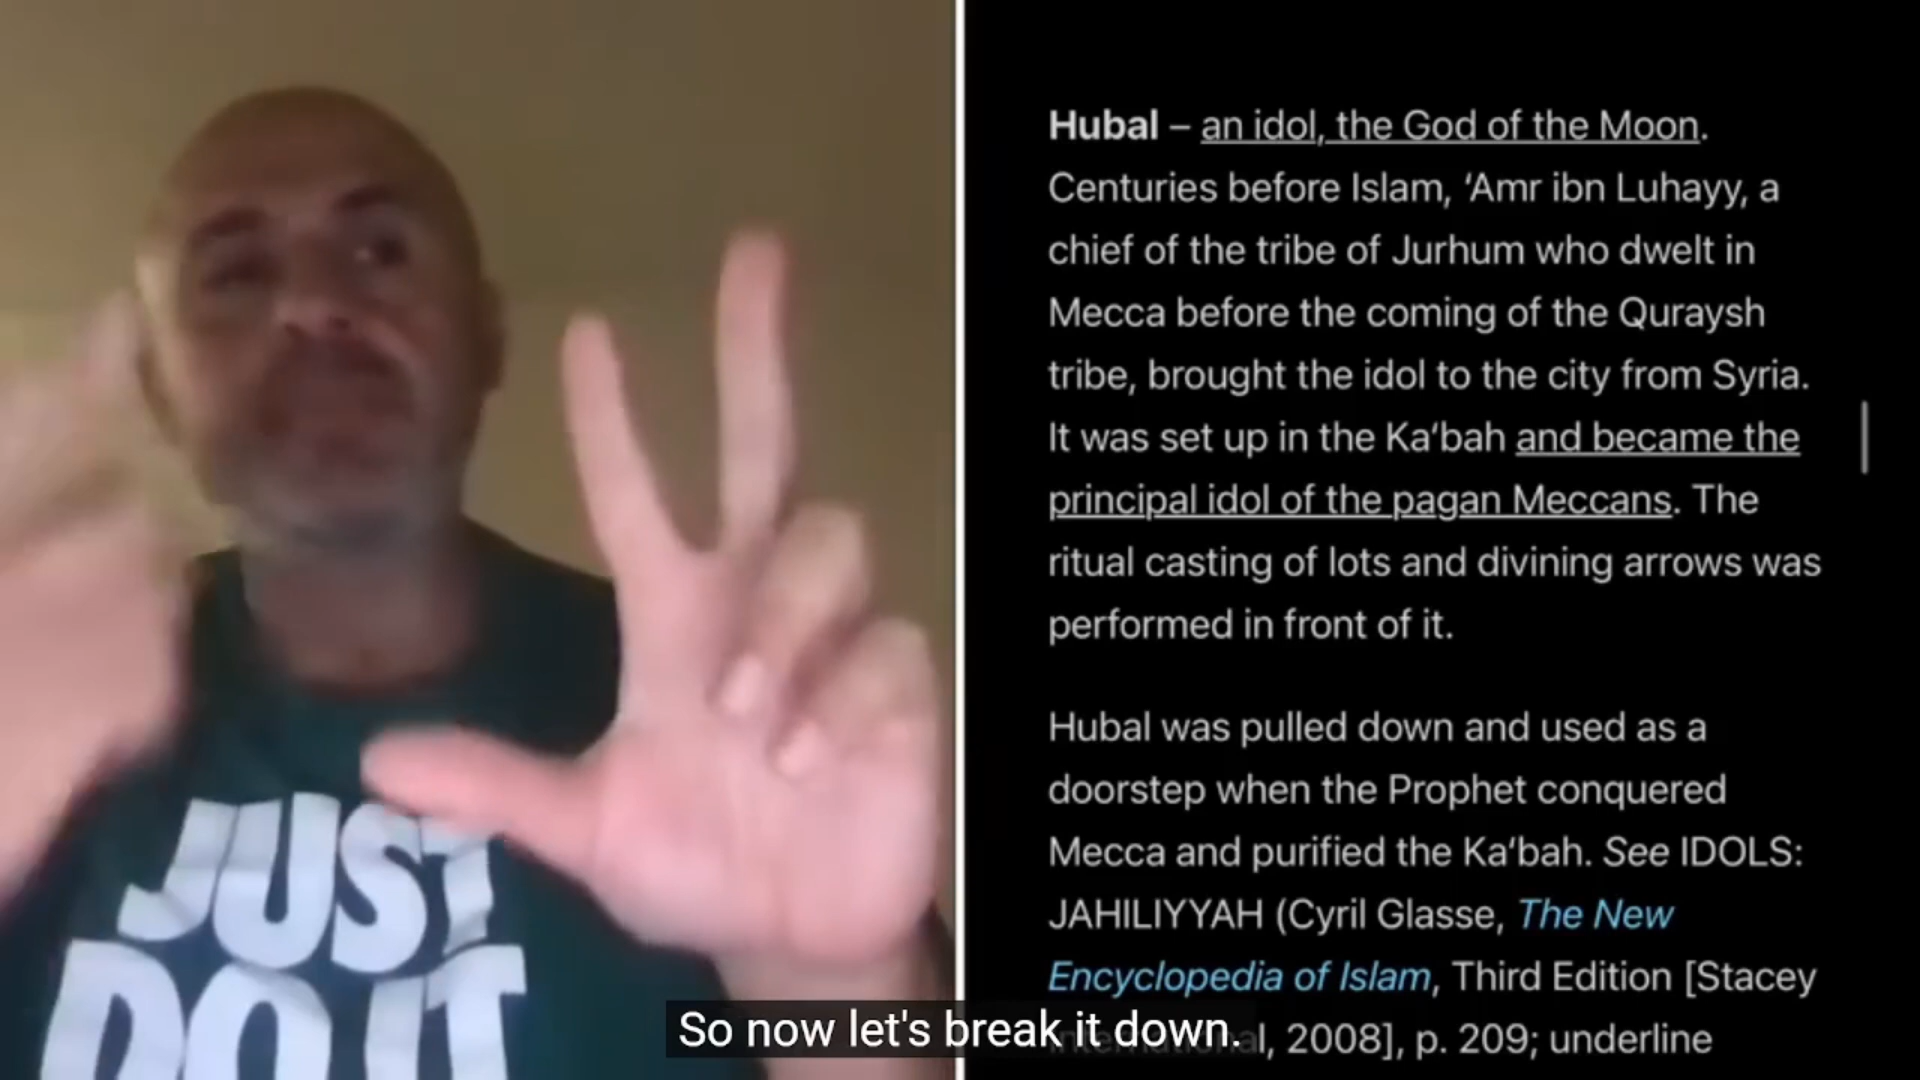 JUST
DO IT
Hubal – an idol, the God of the Moon.
Centuries before Islam, ‘Amr ibn Luhayy, a
chief of the tribe of Jurhum who dwelt in
Mecca before the coming of the Quraysh
tribe, brought the idol to the city from Syria.
It was set up in the Ka‘bah and became the
principal idol of the pagan Meccans. The
ritual casting of lots and divining arrows was
performed in front of it.
Hubal was pulled down and used as a
doorstep when the Prophet conquered
Mecca and purified the Ka‘bah. See IDOLS:
JAHILIYYAH (Cyril Glasse, The New
Encyclopedia of Islam, Third Edition [Stacey
International, 2008], p. 209; underline
So now let's break it down.